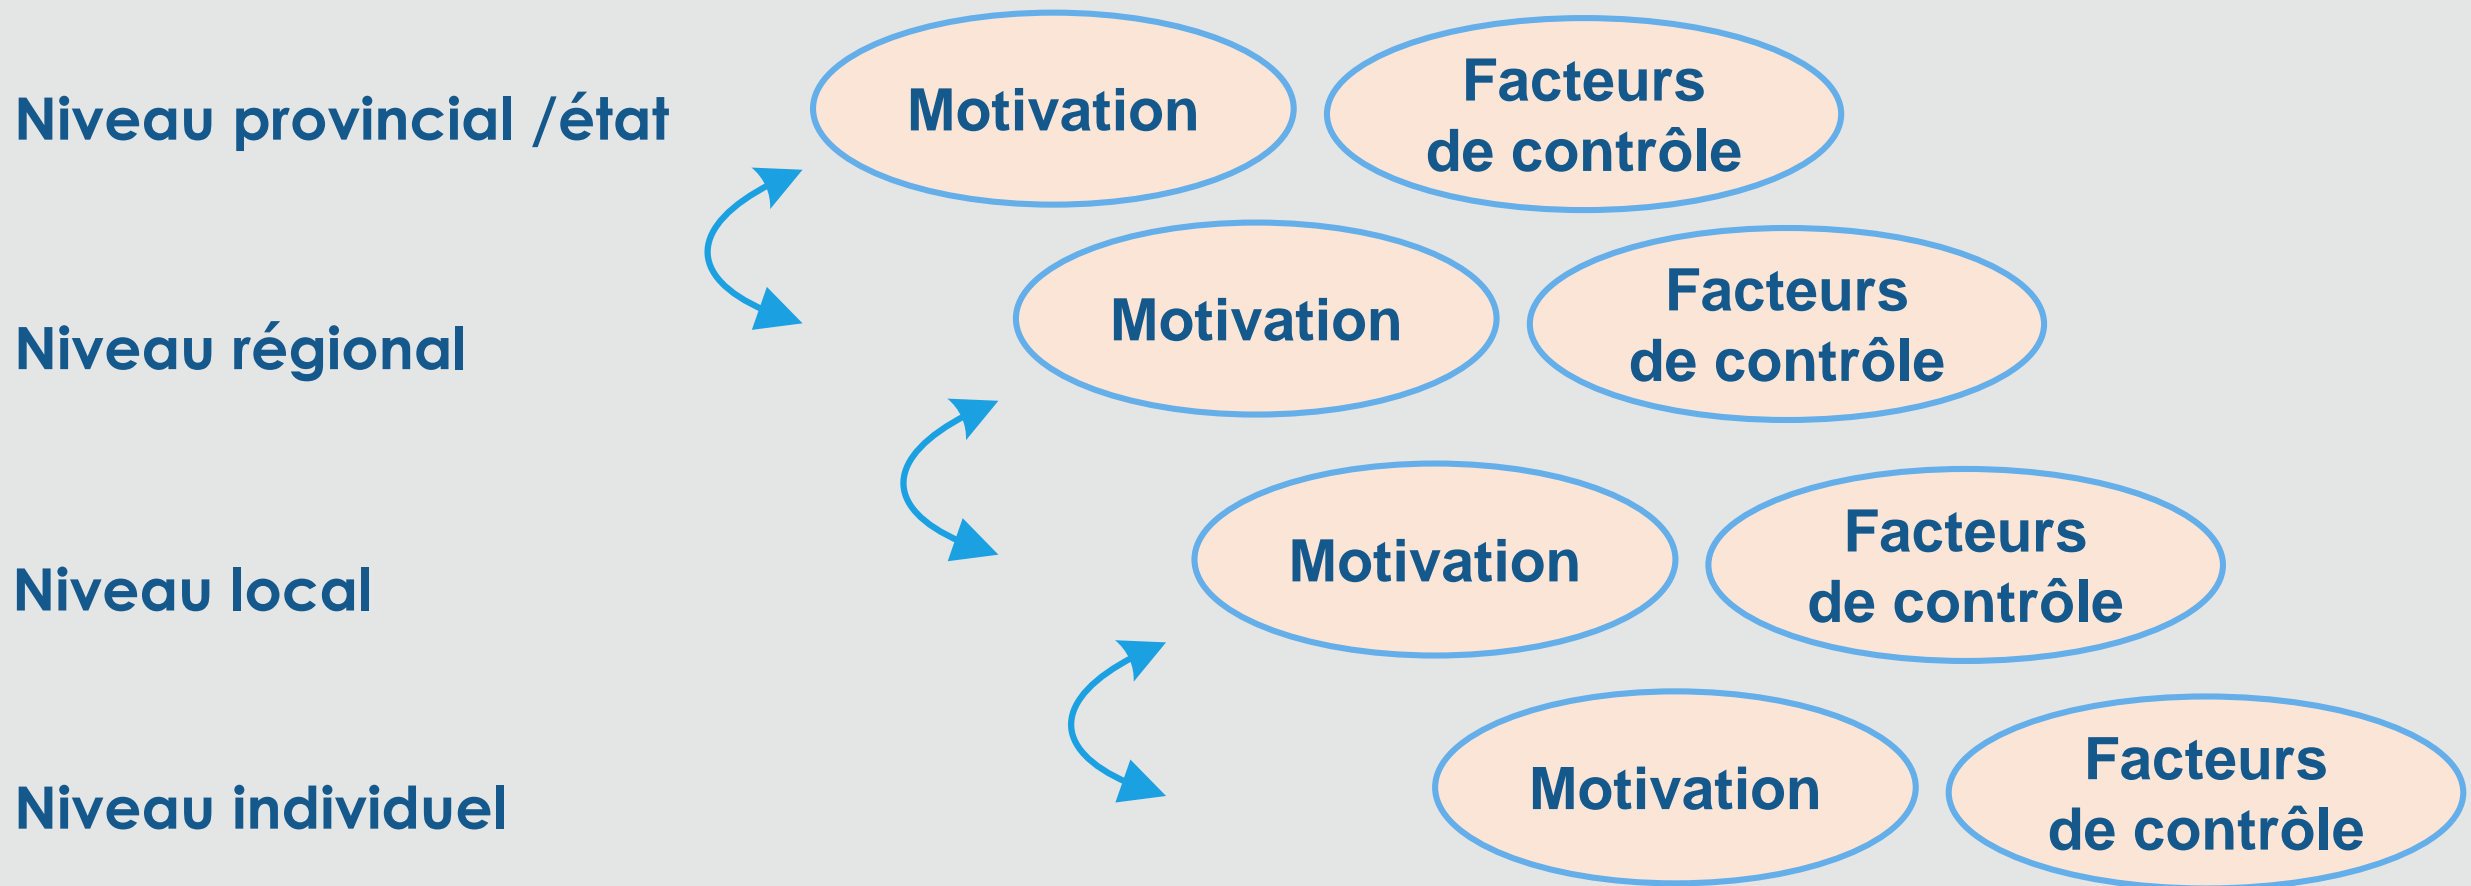 Niveau provincial /état
Motivation
Facteurs
de contrôle
Niveau régional
Motivation
Facteurs
de contrôle
Niveau local
Motivation
Facteurs
de contrôle
Niveau individuel
Motivation
Facteurs
de contrôle